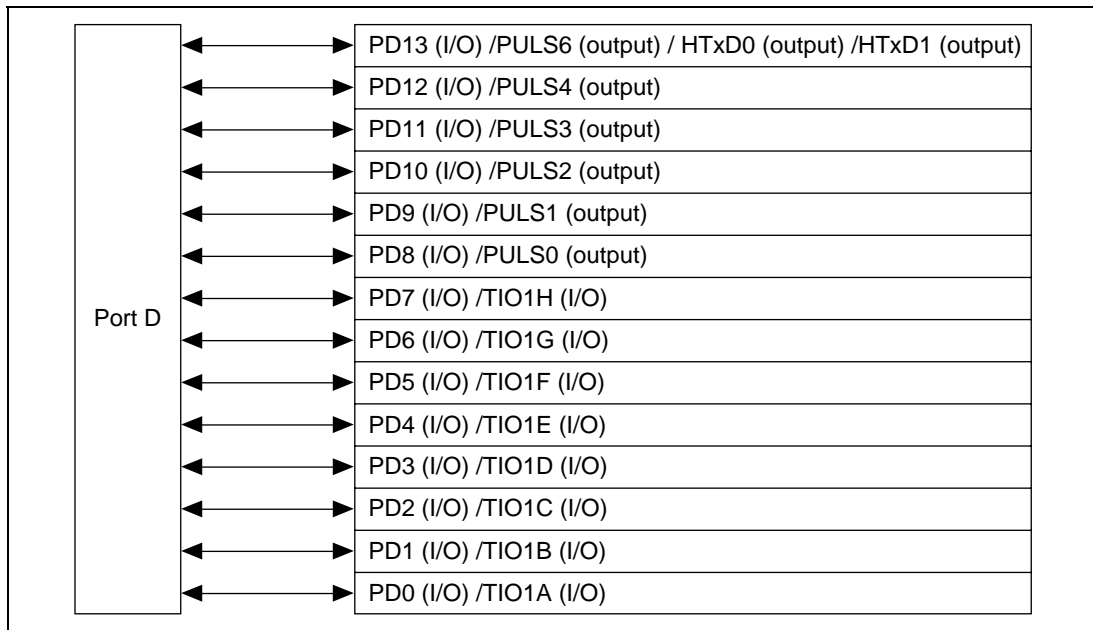 PD13 (I/O) /PULS6 (output) / HTxD0 (output) /HTxD1 (output)
PD12 (I/O) /PULS4 (output)
PD11 (I/O) /PULS3 (output)
PD10 (I/O) /PULS2 (output)
PD9 (I/O) /PULS1 (output)
PD8 (I/O) /PULS0 (output)
PD7 (I/O) /TIO1H (I/O)
Port D
PD6 (I/O) /TIO1G (I/O)
PD5 (I/O) /TIO1F (I/O)
PD4 (I/O) /TIO1E (I/O)
PD3 (I/O) /TIO1D (I/O)
PD2 (I/O) /TIO1C (I/O)
PD1 (I/O) /TIO1B (I/O)
PD0 (I/O) /TIO1A (I/O)